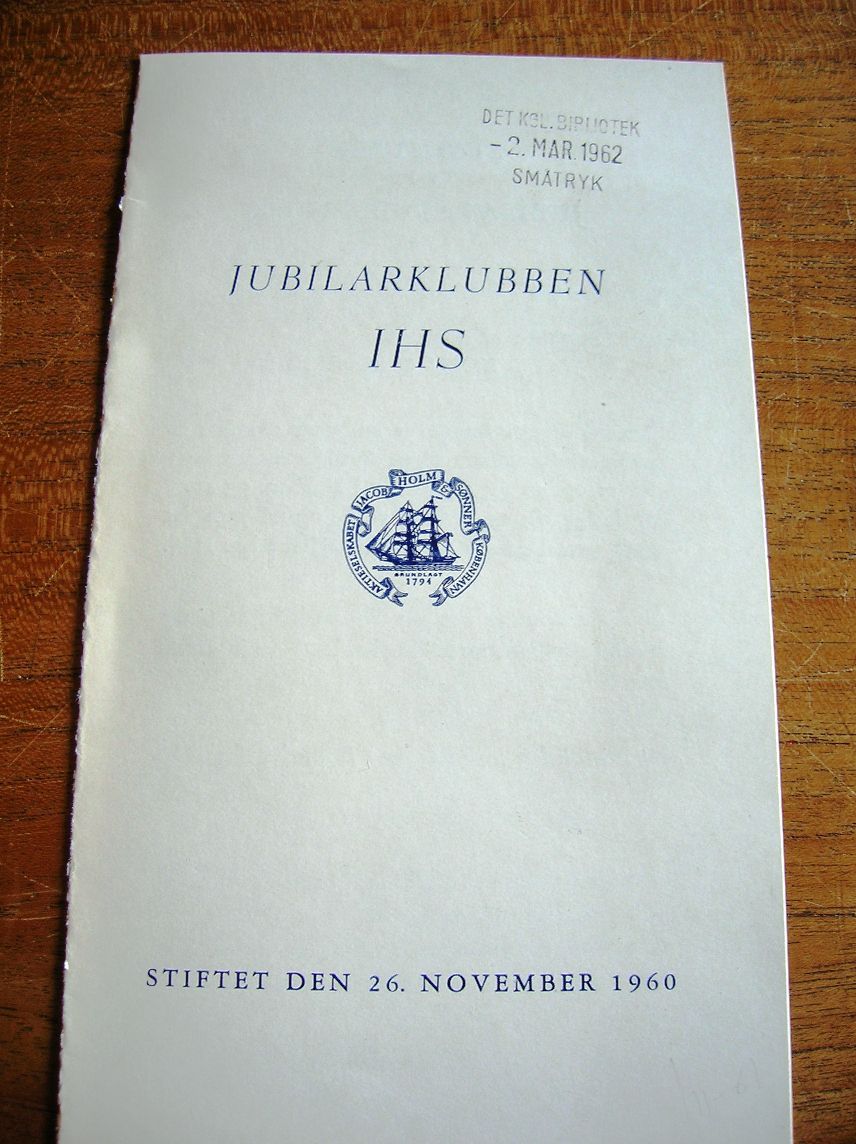 DET KGL. BIBLIOTEK
- 2. MAR. 1962
SMÅTRYK
JUBILARKLUBBEN
IHS
AKTIESELSKABET JACOB HOLM & SØNNER KØBENHAVN
GRUNDLAGT
1794
STIFTET DEN 26. NOVEMBER 1960